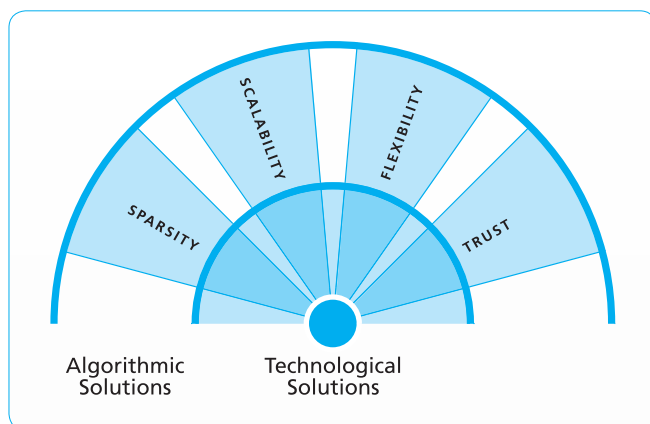 SPARSITY
SCALABILITY
FLEXIBILITY
TRUST
Algorithmic
Solutions
Technological
Solutions